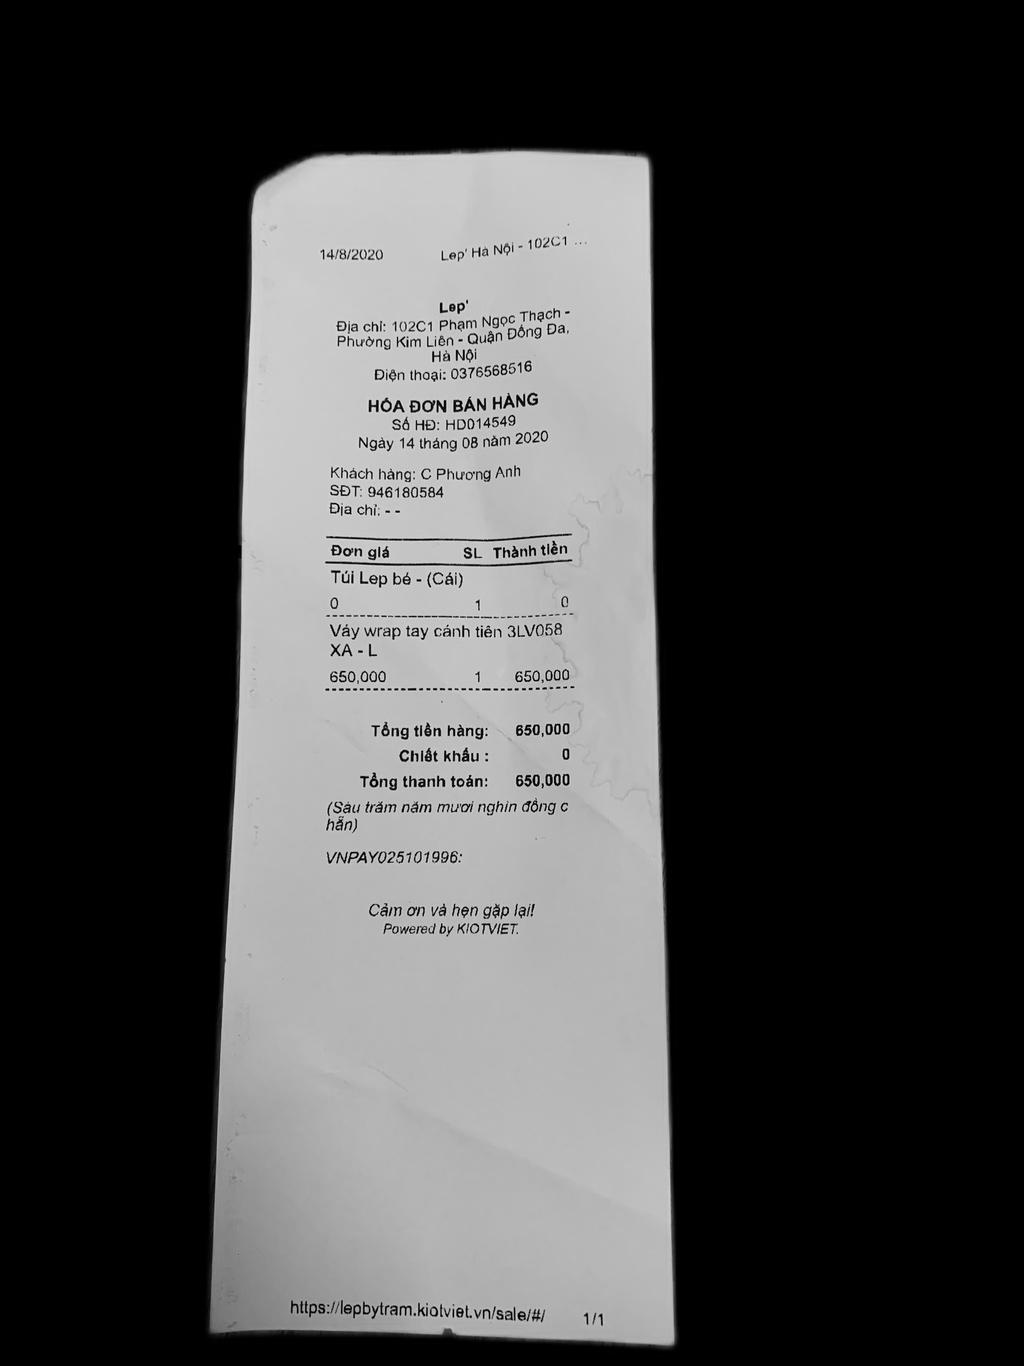 14/8/2020 Lep' Hà Nội - 102C1 ...
Lep'
Địa chỉ: 102C1 Phạm Ngọc Thạch -
Phường Kim Liên - Quận Đống Đa,
Hà Nội
Điện thoại: 0376568516
HÓA ĐƠN BÁN HÀNG
Số HĐ: HD014549
Ngày 14 tháng 08 năm 2020
Khách hàng: C Phương Anh
SĐT: 946180584
Địa chỉ: - -
Đơn giá SL Thành tiền
Túi Lep bé - (Cái)
0 1 0
Váy wrap tay cánh tiên 3LV058
XA - L
650,000 1 650,000
Tổng tiền hàng: 650,000
Chiết khấu : 0
Tổng thanh toán: 650,000
(Sáu trăm năm mươi nghìn đồng c
hẵn)
VNPAY025101996:
Cảm ơn và hẹn gặp lại!
Powered by KIOTVIET.
https://lepbytram.kiotviet.vn/sale/#/ 1/1